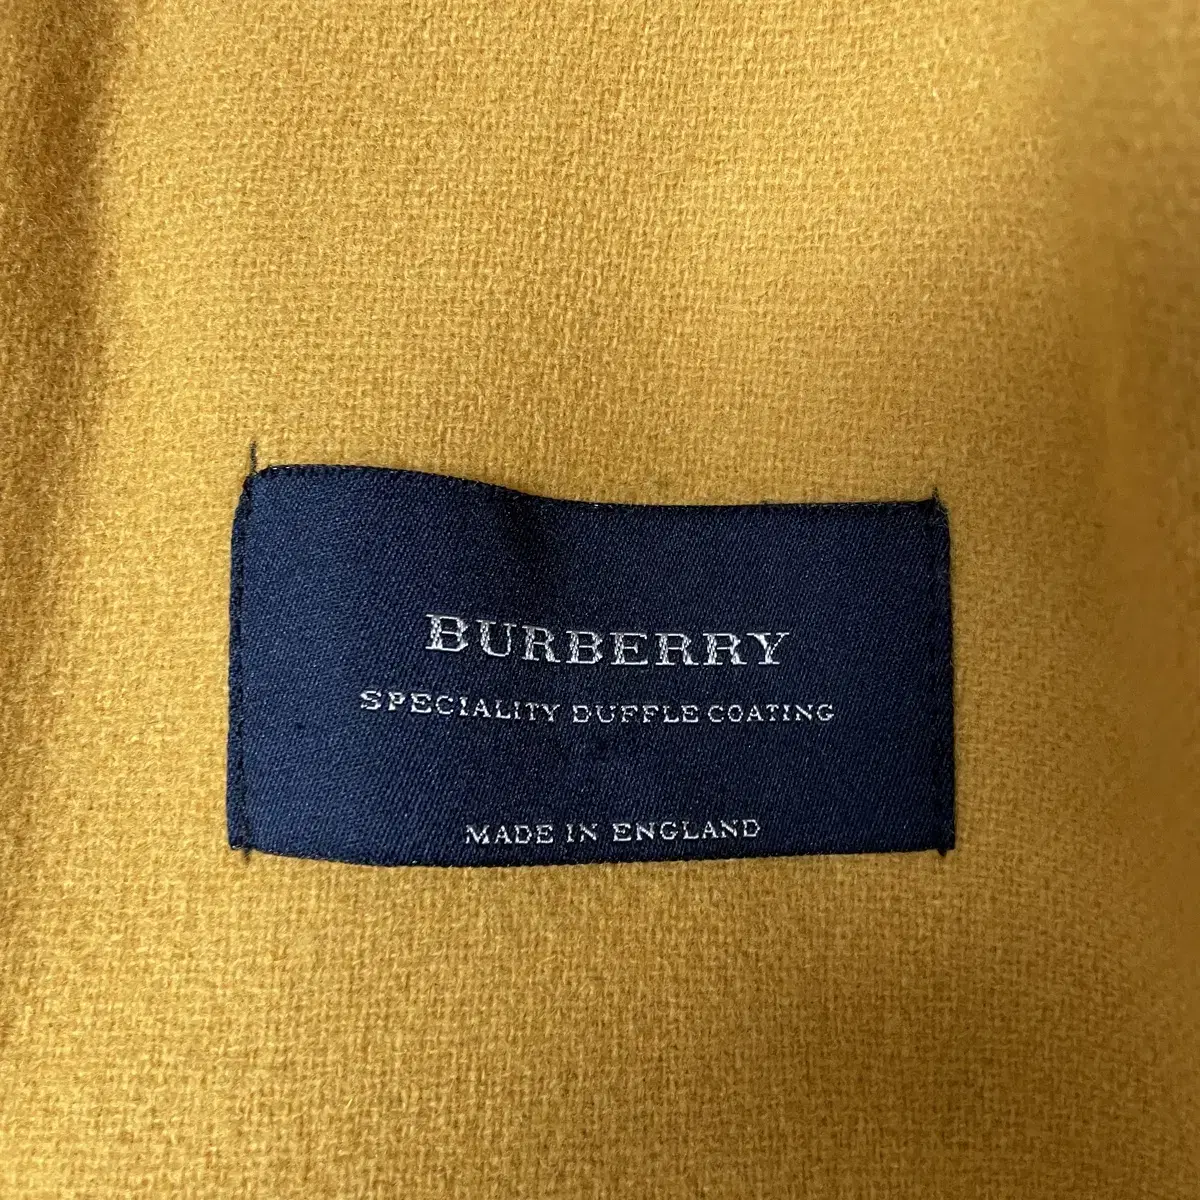 BURBERRY
SPECIALITY DUFFLE COATING
MADE IN ENGLAND